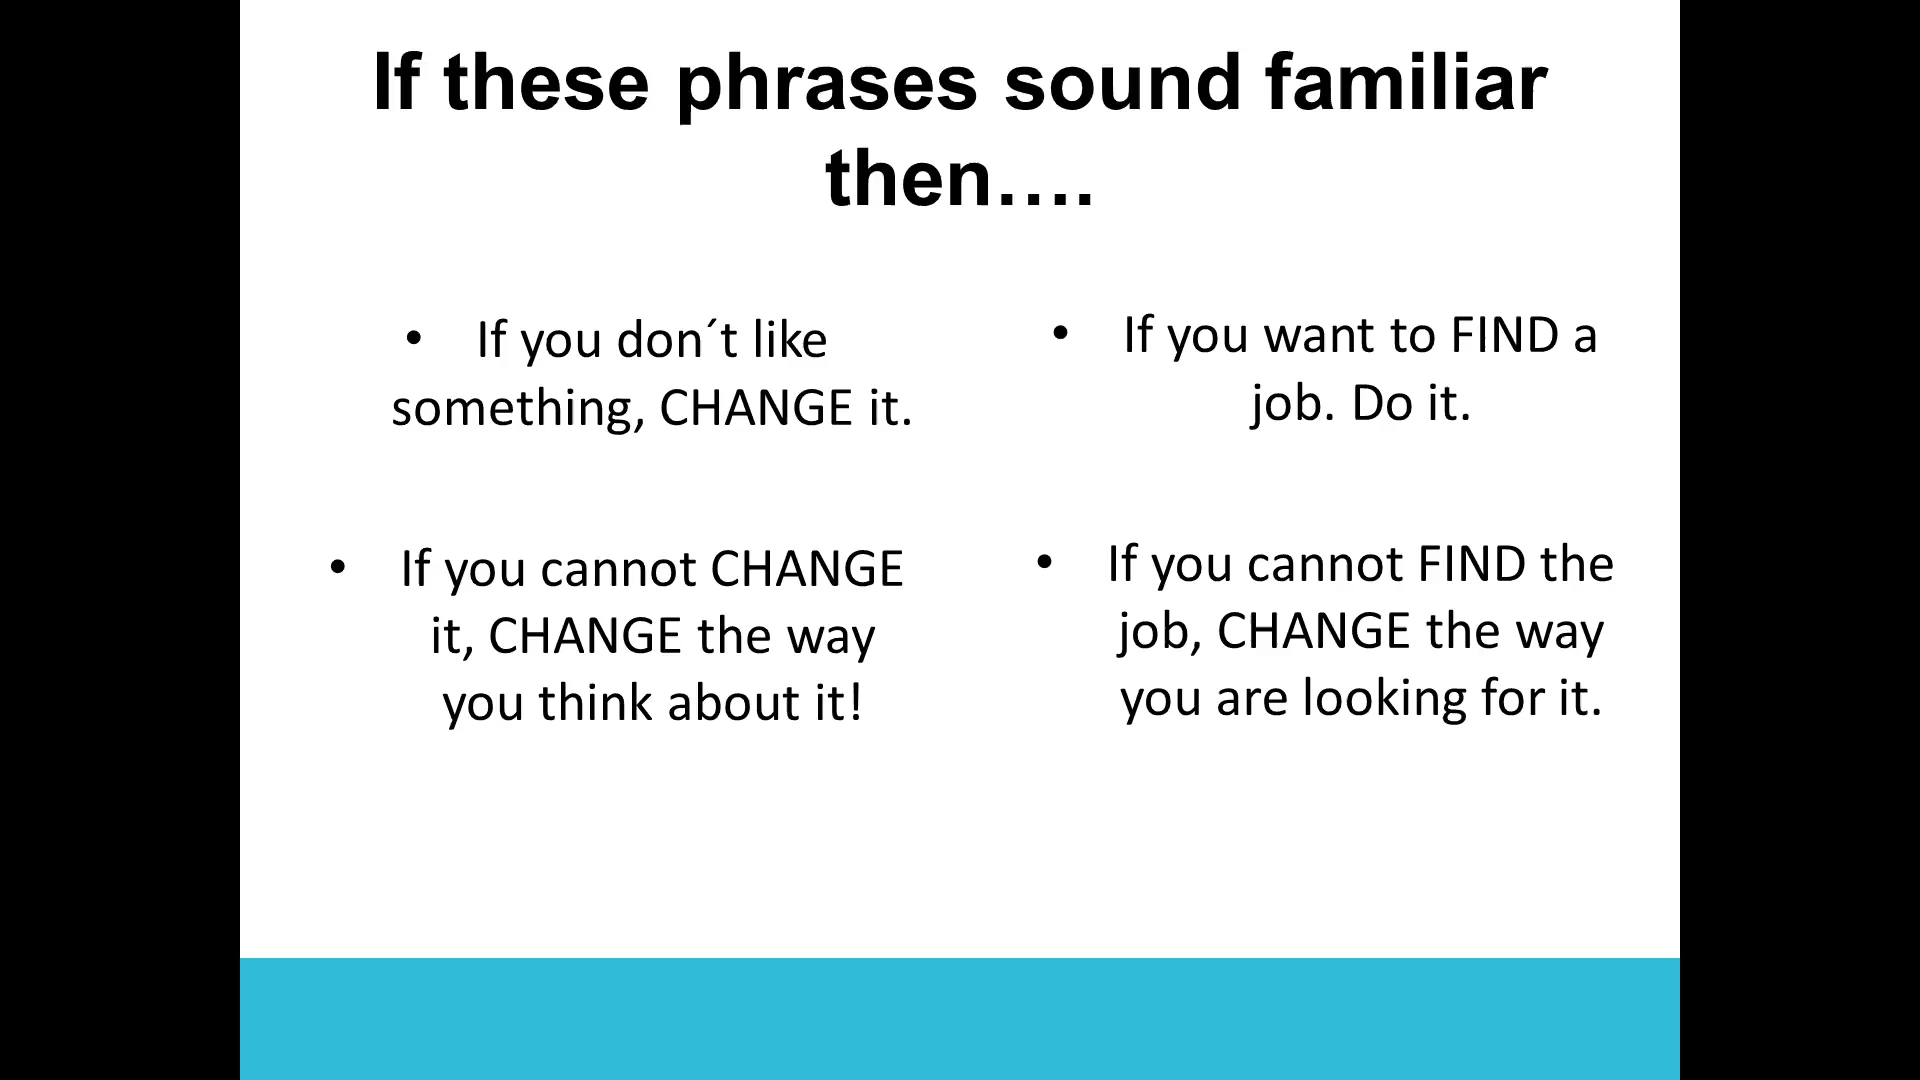 If these phrases sound familiar
then….
• If you don´t like
something, CHANGE it.
• If you cannot CHANGE
it, CHANGE the way
you think about it!
• If you want to FIND a
job. Do it.
• If you cannot FIND the
job, CHANGE the way
you are looking for it.